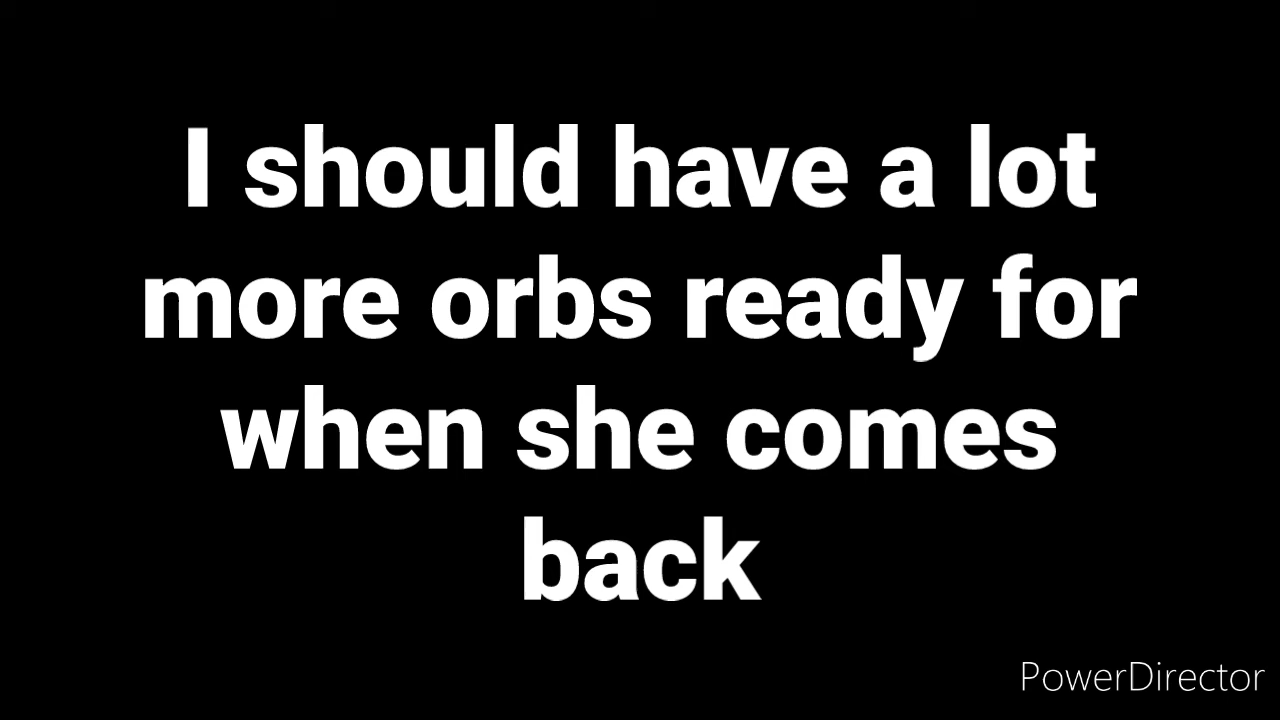 I should have a lot
more orbs ready for
when she comes
back
PowerDirector